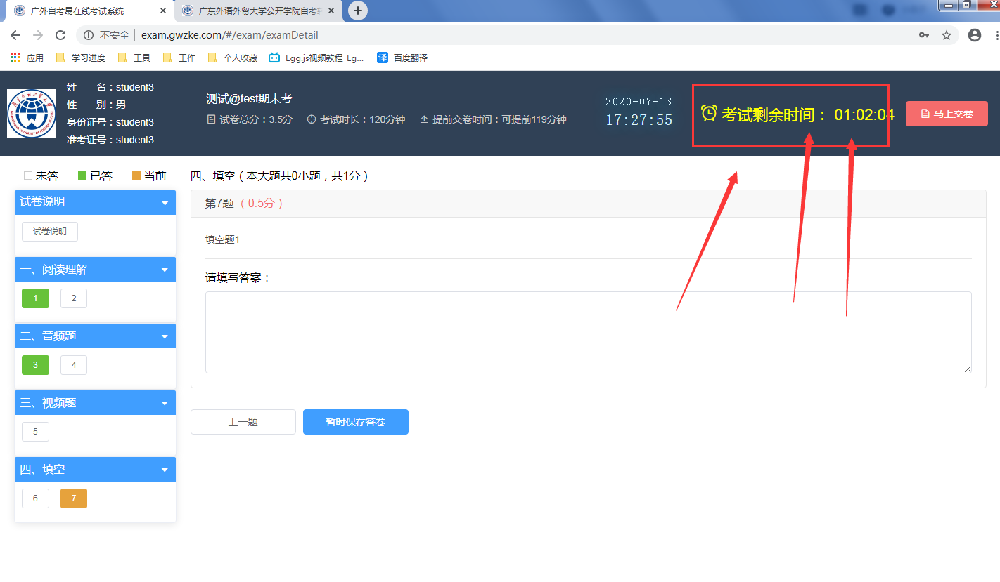 广外自考易在线考试系统
广东外语外贸大学公开学院自考
不安全
exam.gwzke.com/#/exam/examDetail
应用
学习进度
工具
工作
个人收藏
Egg.js视频教程_Eg...
译 百度翻译
姓 名：student3
性 别：男
身份证号：student3
准考证号：student3
测试@test期末考
试卷总分：3.5分
考试时长：120分钟
提前交卷时间：可提前119分钟
2020-07-13
17:27:55
考试剩余时间： 01:02:04
马上交卷
未答
已答
当前
试卷说明
试卷说明
一、阅读理解
1
2
二、音频题
3
4
三、视频题
5
四、填空
6
7
四、填空（本大题共0小题，共1分）
第7题 （0.5分）
填空题1
请填写答案：
上一题
暂时保存答卷